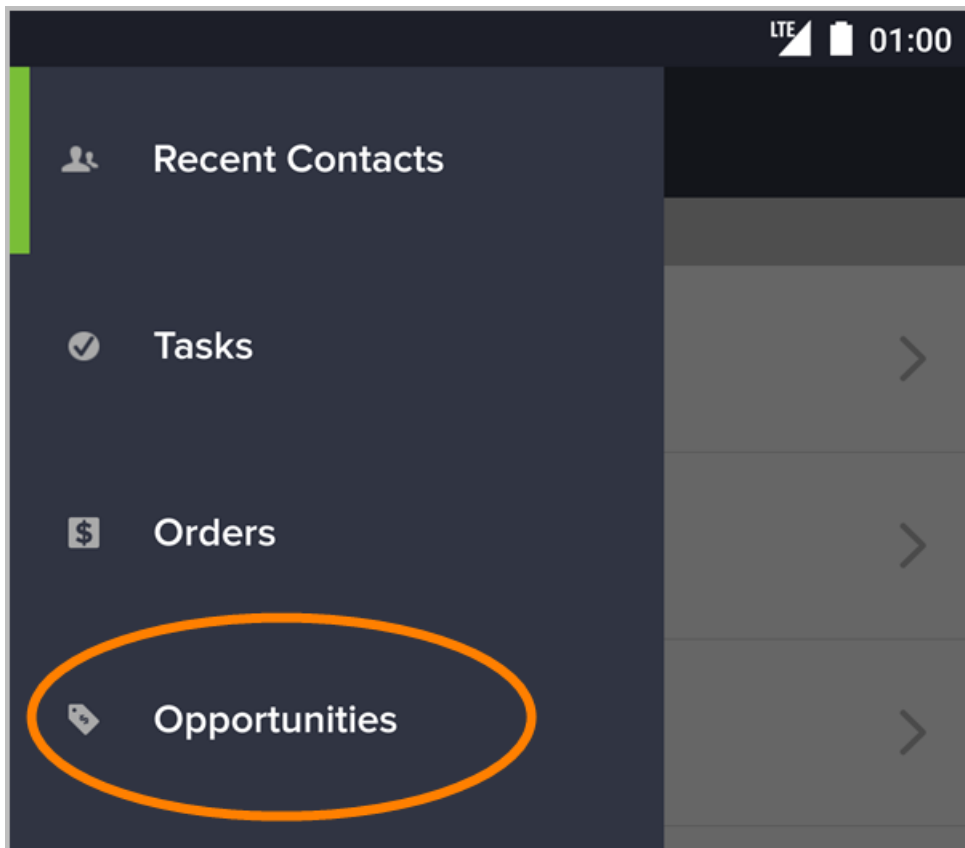 LTE 01:00
Recent Contacts
Tasks
$ Orders
Opportunities